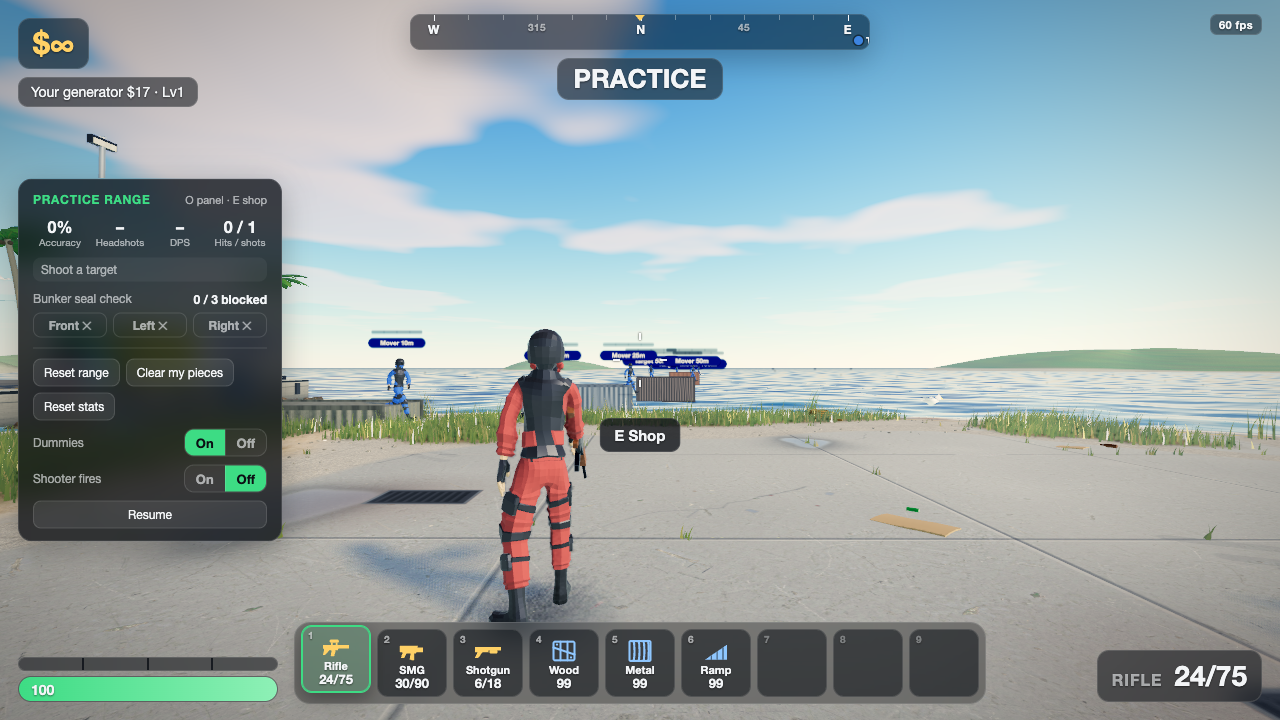 W 315 N 45 E
60 fps
$∞
PRACTICE
Your generator $17 · Lv1
PRACTICE RANGE O panel · E shop
0% – – 0 / 1
Accuracy Headshots DPS Hits / shots
Shoot a target
Bunker seal check 0 / 3 blocked
Front ✕ Left ✕ Right ✕
Reset range Clear my pieces
Reset stats
Dummies On Off
Shooter fires On Off
Resume
Mover 10m
Mover 25m
Mover 50m
E Shop
100
1 2 3 4 5 6 7 8 9
Rifle SMG Shotgun Wood Metal Ramp
24/75 30/90 6/18 99 99 99
RIFLE 24/75